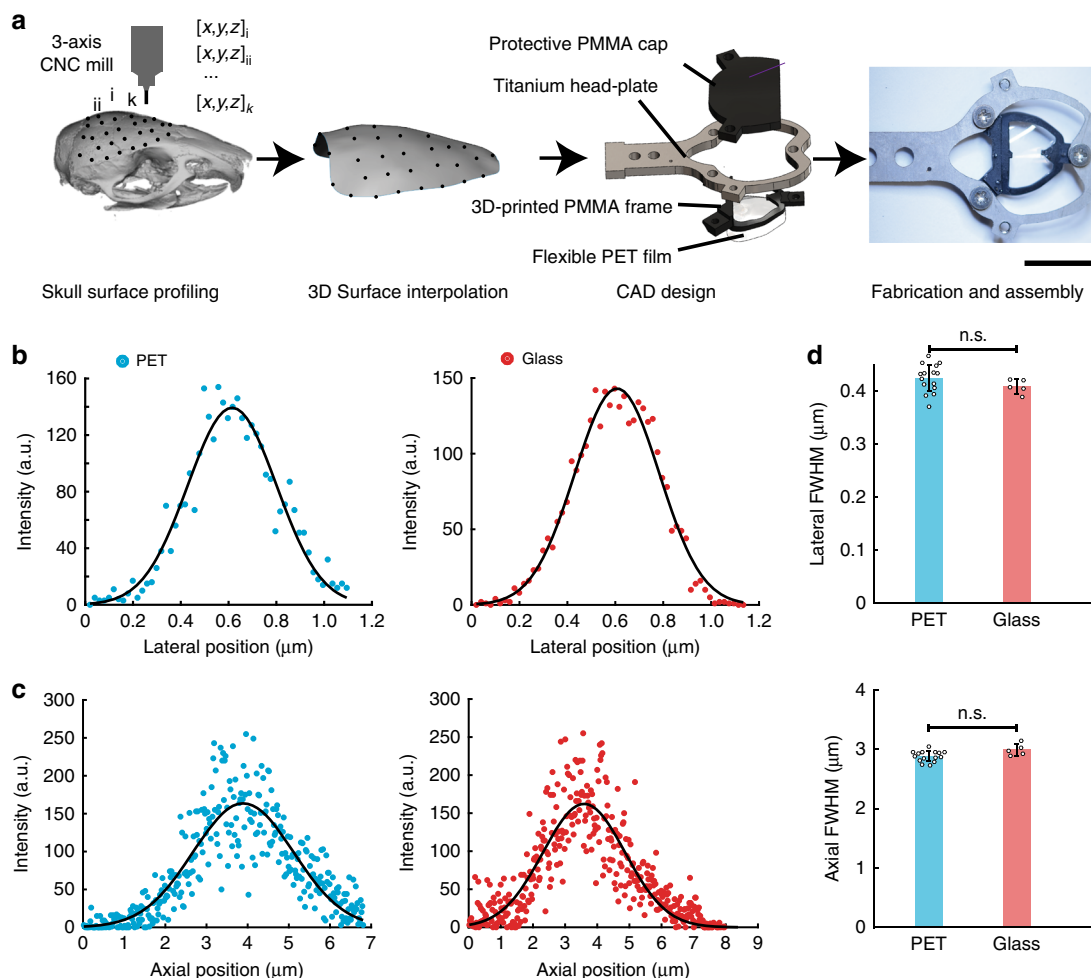 a
3-axis
CNC mill
[x,y,z]i
[x,y,z]ii
...
[x,y,z]k
ii
i
k
Protective PMMA cap
Titanium head-plate
3D-printed PMMA frame
Flexible PET film
Skull surface profiling
3D Surface interpolation
CAD design
Fabrication and assembly
b
PET
160
120
80
40
0
Intensity (a.u.)
0 0.2 0.4 0.6 0.8 1.0 1.2
Lateral position (μm)
Glass
150
100
50
0
Intensity (a.u.)
0 0.2 0.4 0.6 0.8 1.0 1.2
Lateral position (μm)
d
n.s.
0.4
0.4
0.1
0
Lateral FWHM (μm)
PET
Glass
c
300
250
200
150
100
50
0
Intensity (a.u.)
0 1 2 3 4 5 6 7
Axial position (μm)
300
250
200
150
100
50
0
Intensity (a.u.)
0 1 2 3 4 5 6 7 8 9
Axial position (μm)
n.s.
4
3
2
1
0
Axial FWHM (μm)
PET
Glass